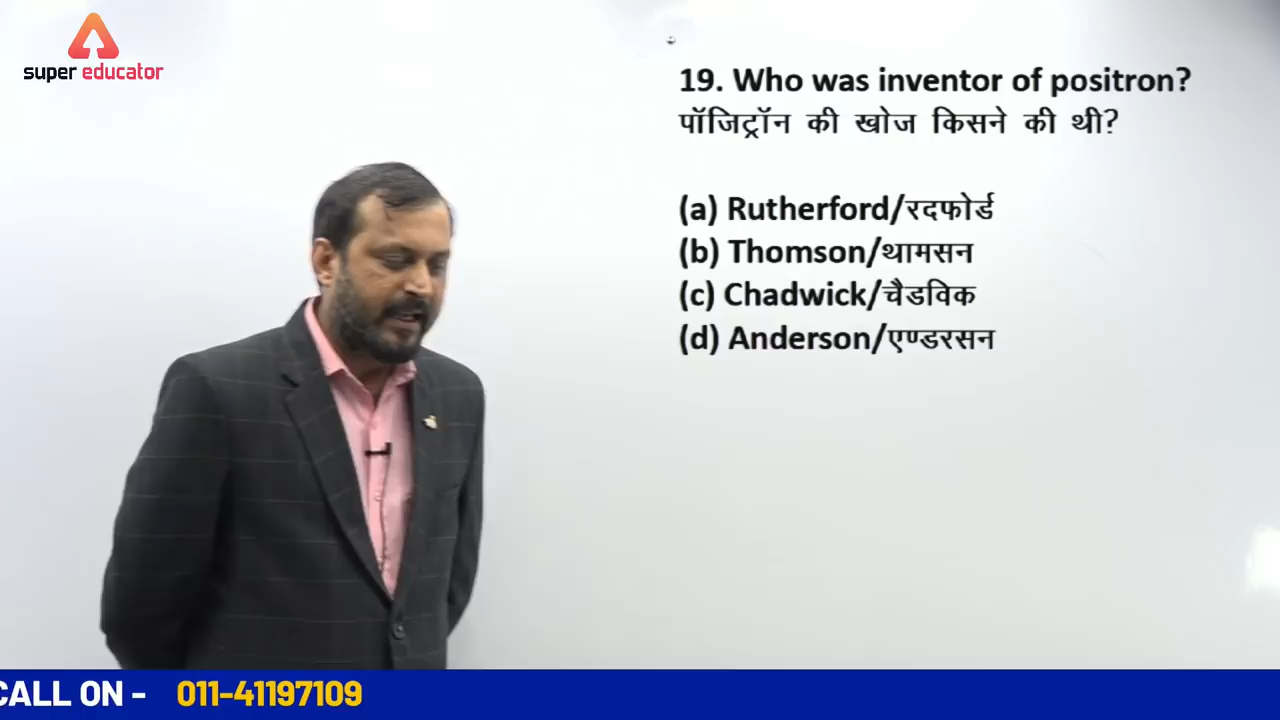 super educator
19. Who was inventor of positron?
पॉजिट्रॉन की खोज किसने की थी?
(a) Rutherford/रदफोर्ड
(b) Thomson/थामसन
(c) Chadwick/चैडविक
(d) Anderson/एण्डरसन
CALL ON - 011-41197109